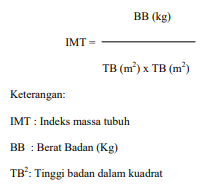 BB (kg)
IMT =
TB (m²) x TB (m²)
Keterangan:
IMT : Indeks massa tubuh
BB : Berat Badan (Kg)
TB²: Tinggi badan dalam kuadrat